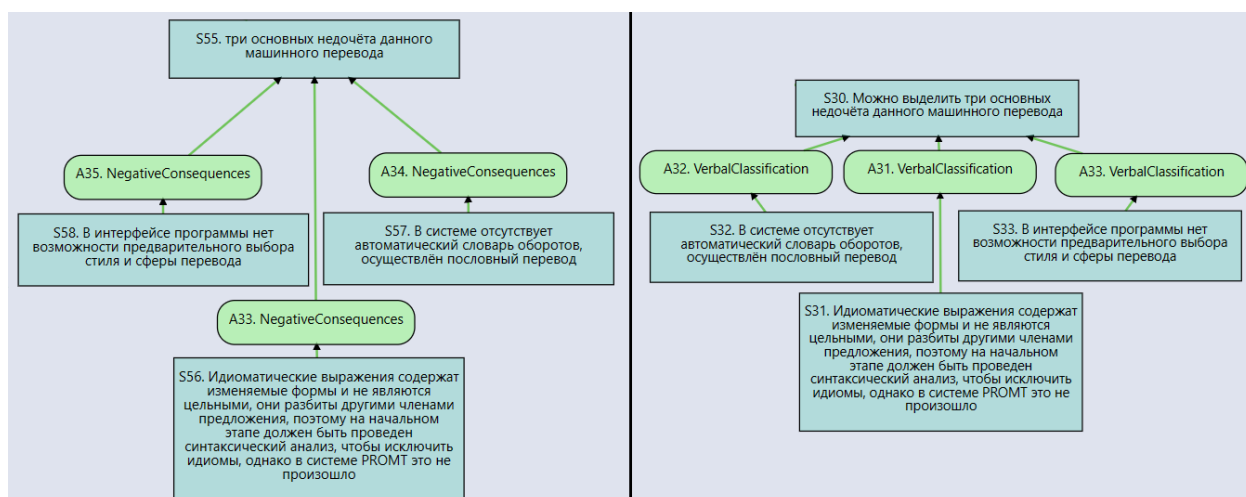 S55. три основных недочёта данного
машинного перевода
A35. NegativeConsequences
A34. NegativeConsequences
S58. В интерфейсе программы нет
возможности предварительного выбора
стиля и сферы перевода
S57. В системе отсутствует
автоматический словарь оборотов,
осуществлён пословный перевод
A33. NegativeConsequences
S56. Идиоматические выражения содержат
изменяемые формы и не являются
цельными, они разбиты другими членами
предложения, поэтому на начальном
этапе должен быть проведен
синтаксический анализ, чтобы исключить
идиомы, однако в системе PROMT это не
произошло
S30. Можно выделить три основных
недочёта данного машинного перевода
A32. VerbalClassification
A31. VerbalClassification
A33. VerbalClassification
S32. В системе отсутствует
автоматический словарь оборотов,
осуществлён пословный перевод
S33. В интерфейсе программы нет
возможности предварительного выбора
стиля и сферы перевода
S31. Идиоматические выражения содержат
изменяемые формы и не являются
цельными, они разбиты другими членами
предложения, поэтому на начальном
этапе должен быть проведен
синтаксический анализ, чтобы исключить
идиомы, однако в системе PROMT это не
произошло